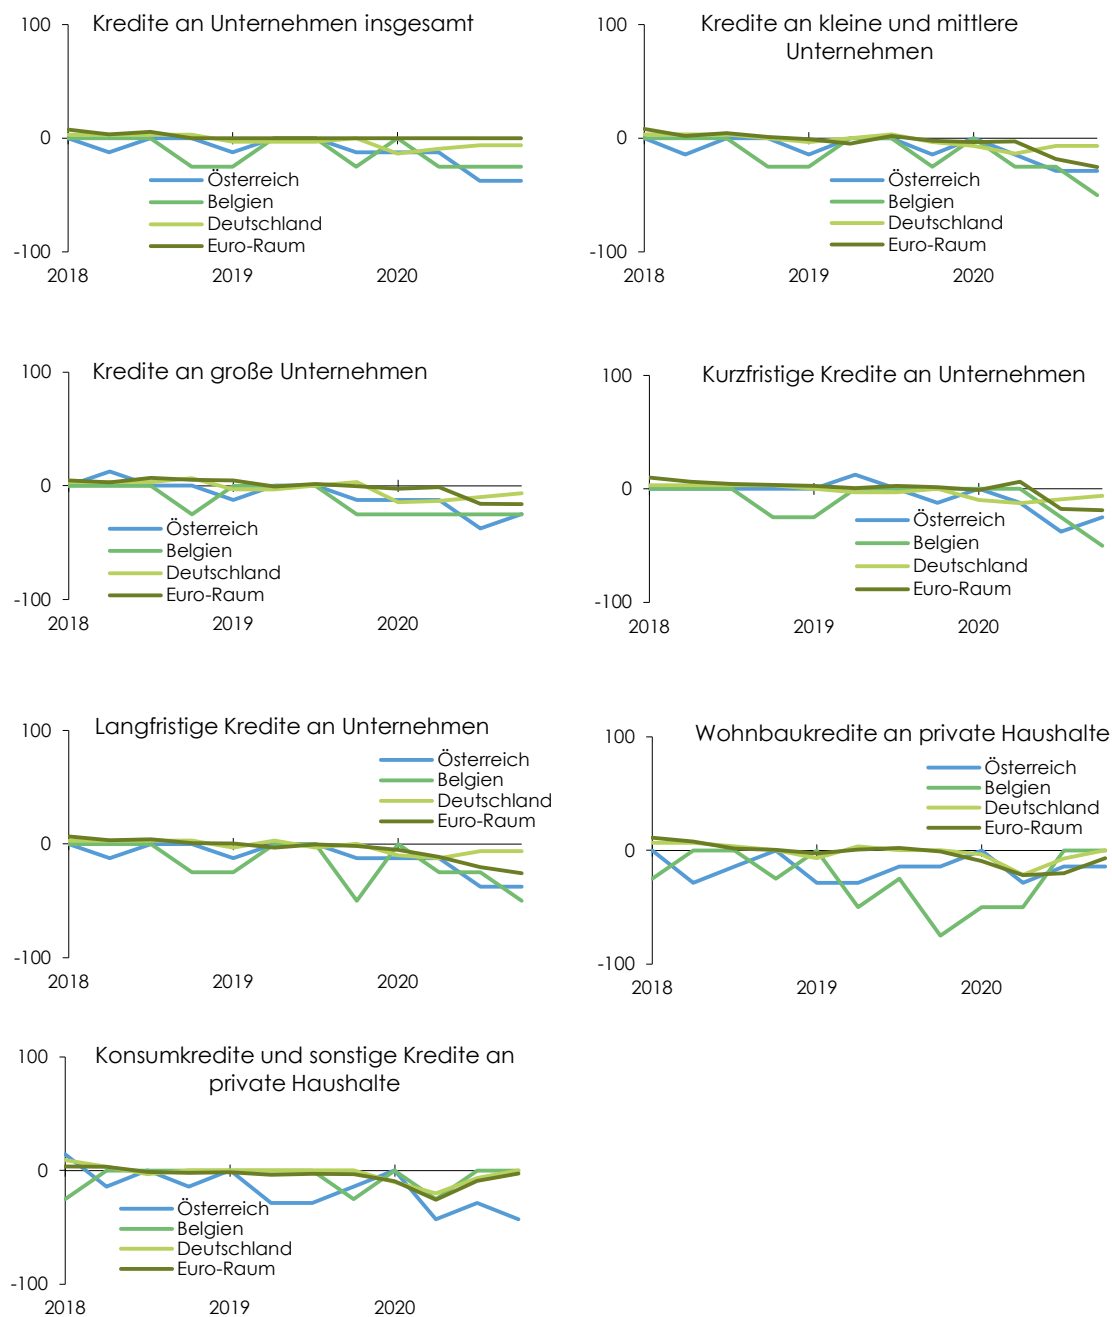 Kredite an Unternehmen insgesamt
100
0
-100
2018
2019
2020
Österreich
Belgien
Deutschland
Euro-Raum
Kredite an kleine und mittlere
Unternehmen
100
0
-100
2018
2019
2020
Österreich
Belgien
Deutschland
Euro-Raum
Kredite an große Unternehmen
100
0
-100
2018
2019
2020
Österreich
Belgien
Deutschland
Euro-Raum
Kurzfristige Kredite an Unternehmen
100
0
-100
2018
2019
2020
Österreich
Belgien
Deutschland
Euro-Raum
Langfristige Kredite an Unternehmen
100
0
-100
2018
2019
2020
Österreich
Belgien
Deutschland
Euro-Raum
Wohnbaukredite an private Haushalte
100
0
-100
2018
2019
2020
Österreich
Belgien
Deutschland
Euro-Raum
Konsumkredite und sonstige Kredite an
private Haushalte
100
0
-100
2018
2019
2020
Österreich
Belgien
Deutschland
Euro-Raum